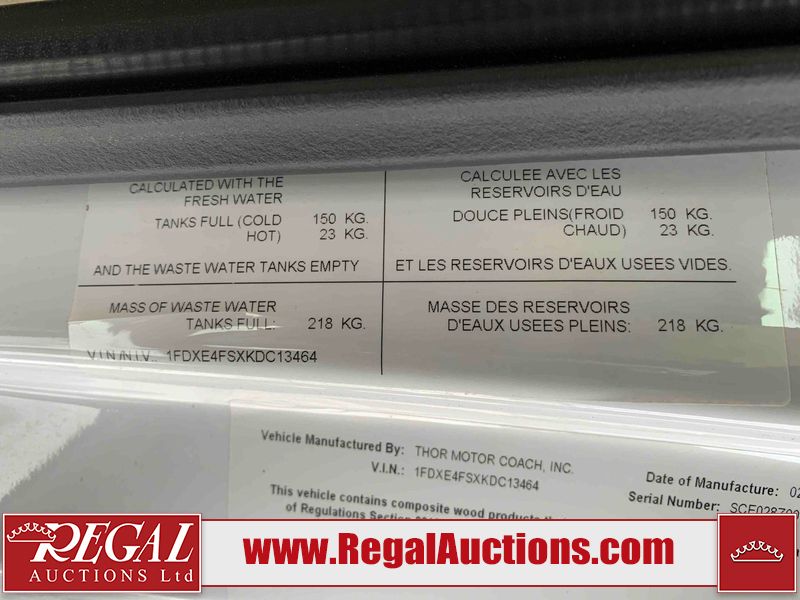 CALCULATED WITH THE
FRESH WATER
TANKS FULL (COLD 150 KG.
HOT) 23 KG.
AND THE WASTE WATER TANKS EMPTY
CALCULEE AVEC LES
RESERVOIRS D'EAU
DOUCE PLEINS(FROID 150 KG.
CHAUD) 23 KG.
ET LES RESERVOIRS D'EAUX USEES VIDES.
MASS OF WASTE WATER
TANKS FULL: 218 KG.
V.I.N./N.I.V.: 1FDXE4FSXKDC13464
MASSE DES RESERVOIRS
D'EAUX USEES PLEINS: 218 KG.
Vehicle Manufactured By: THOR MOTOR COACH, INC.
V.I.N.: 1FDXE4FSXKDC13464
Date of Manufacture: 02
Serial Number:
This vehicle contains composite wood products
of Regulations Section
REGAL
AUCTIONS Ltd
www.RegalAuctions.com